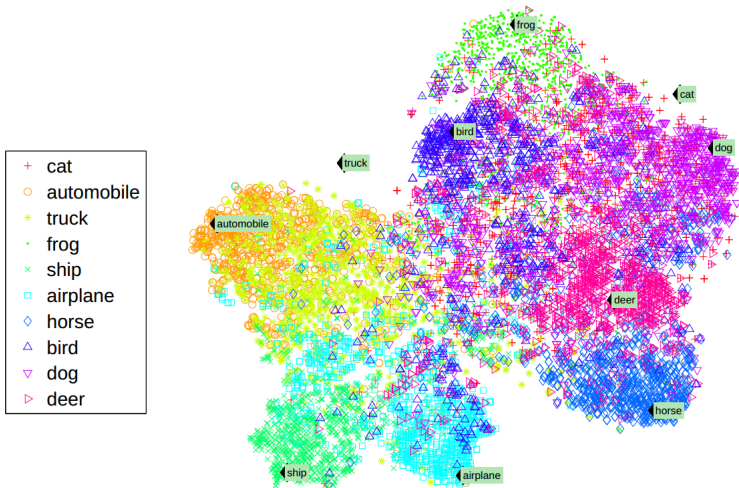 frog
cat
bird
dog
truck
automobile
deer
horse
ship
airplane
cat
automobile
truck
frog
ship
airplane
horse
bird
dog
deer